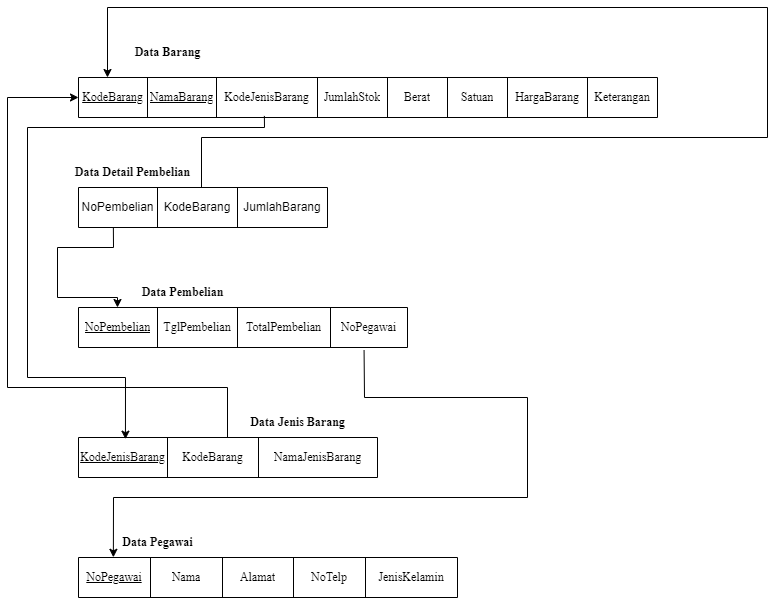 Data Barang
KodeBarang NamaBarang KodeJenisBarang JumlahStok Berat Satuan HargaBarang Keterangan
Data Detail Pembelian
NoPembelian KodeBarang JumlahBarang
Data Pembelian
NoPembelian TglPembelian TotalPembelian NoPegawai
Data Jenis Barang
KodeJenisBarang KodeBarang NamaJenisBarang
Data Pegawai
NoPegawai Nama Alamat NoTelp JenisKelamin